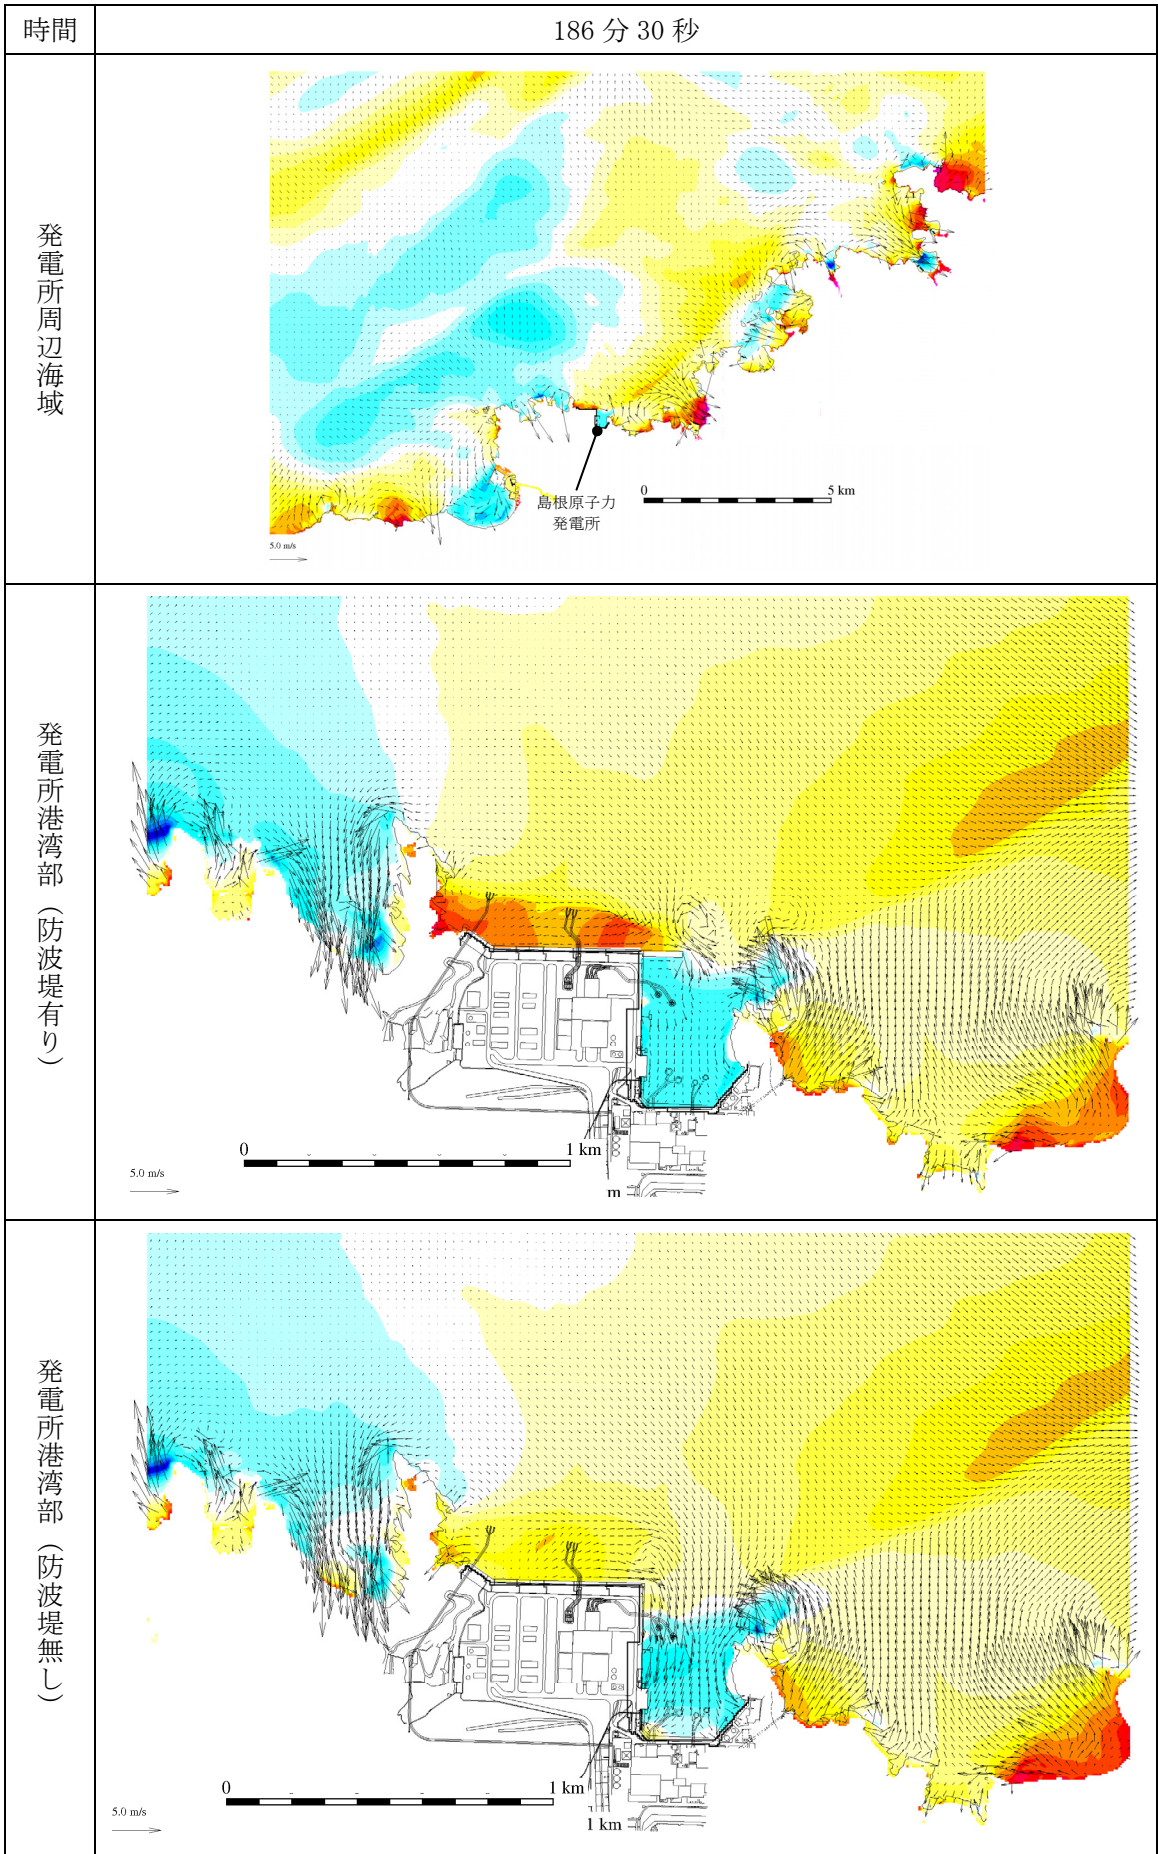 時間
186 分 30 秒
発電所周辺海域
島根原子力
発電所
0
5 km
5.0 m/s
発電所港湾部（防波堤有り）
0
1 km
5.0 m/s
m
発電所港湾部（防波堤無し）
0
1 km
5.0 m/s
1 km